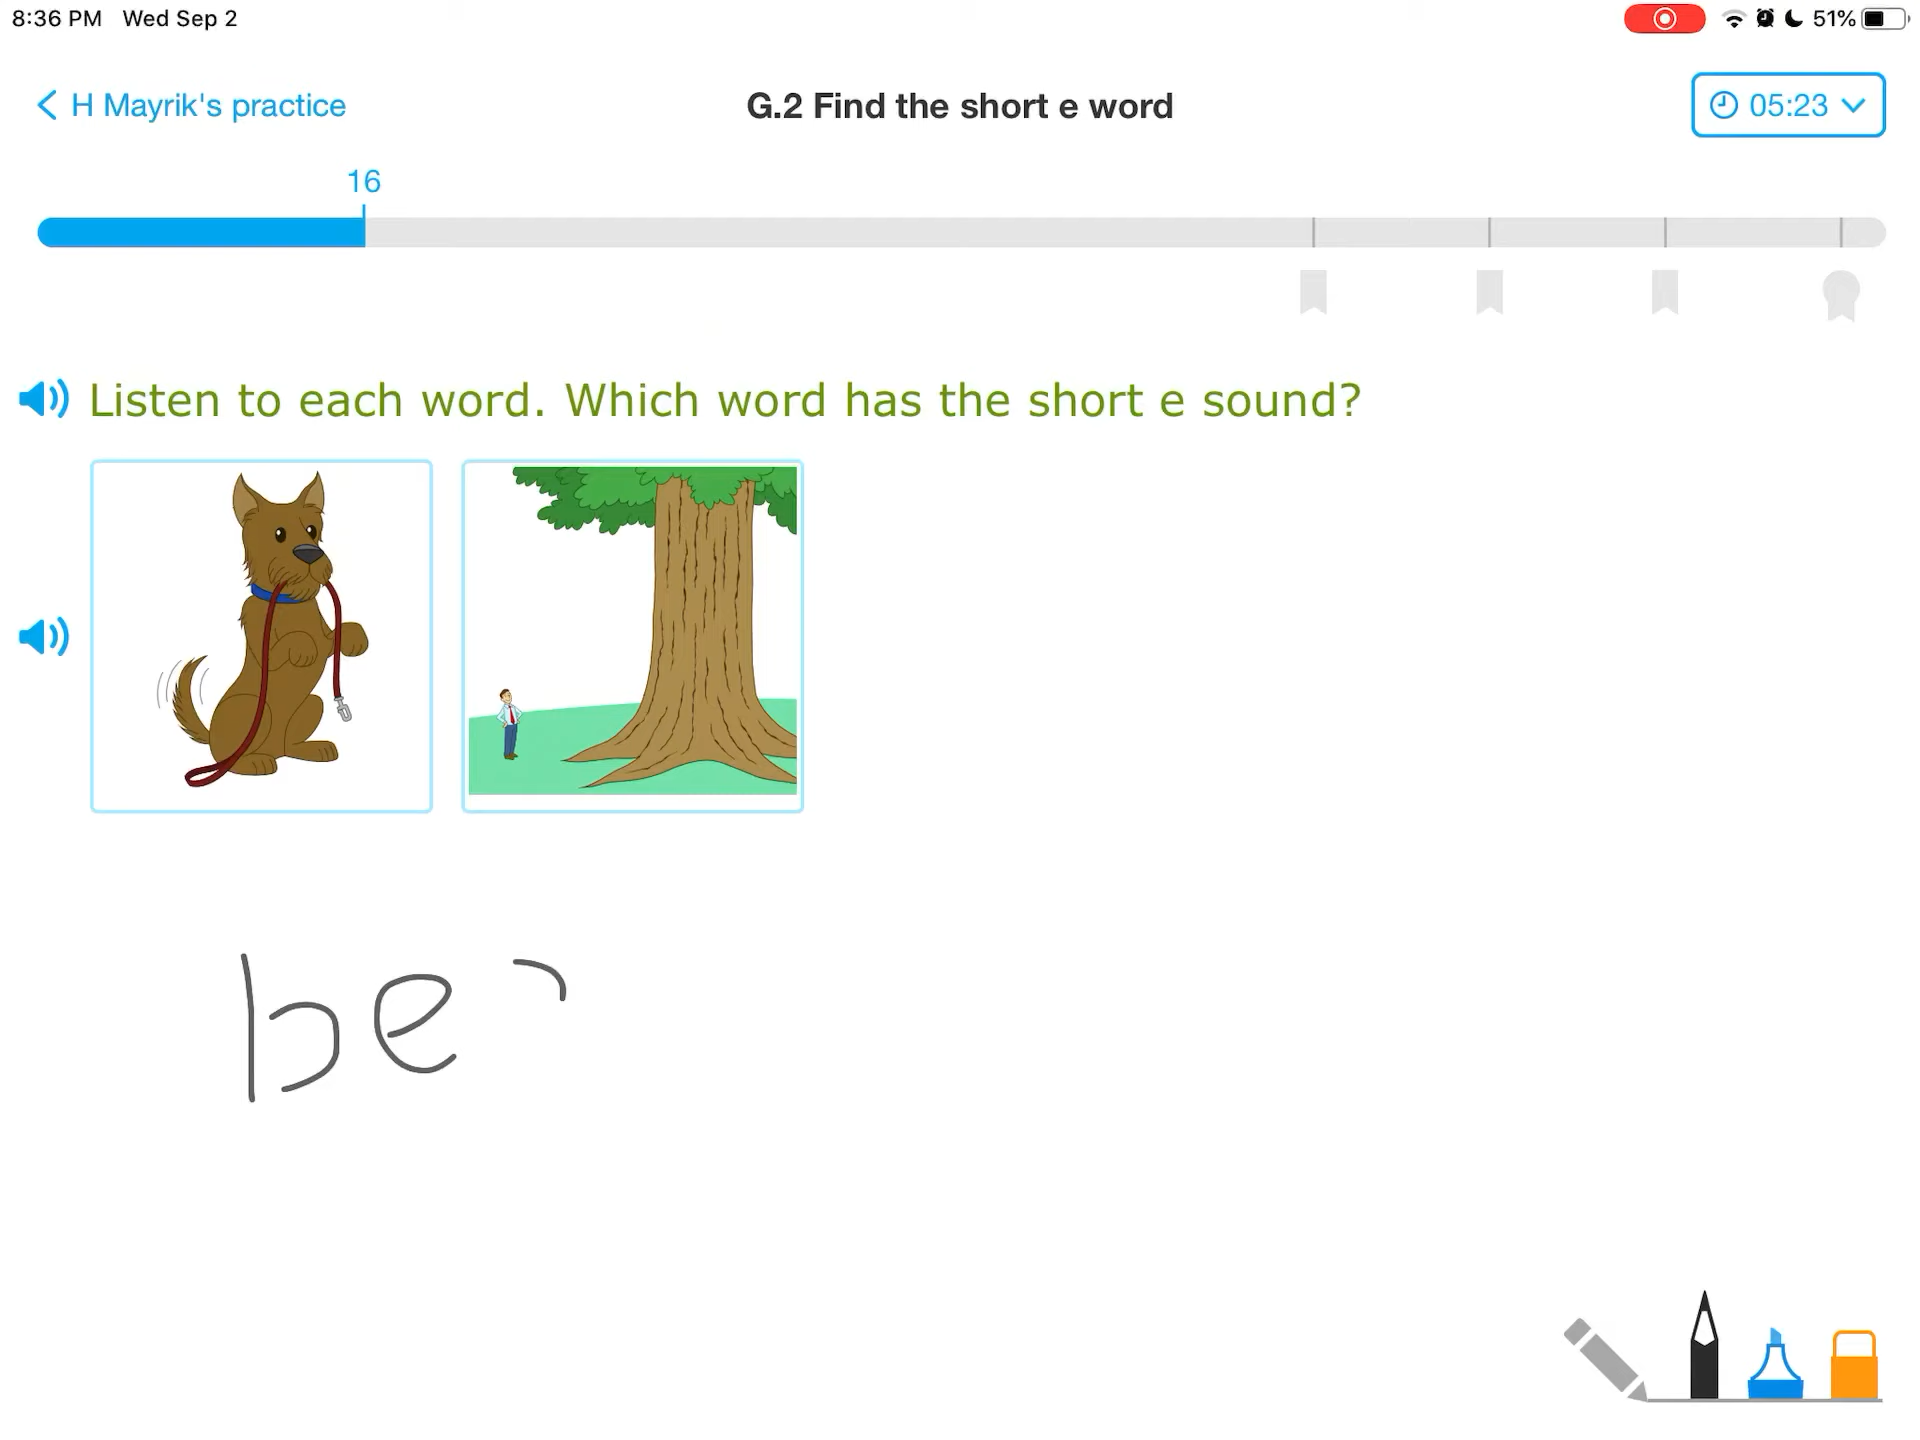 8:36 PM Wed Sep 2 51%
H Mayrik's practice G.2 Find the short e word 05:23
16
Listen to each word. Which word has the short e sound?
be